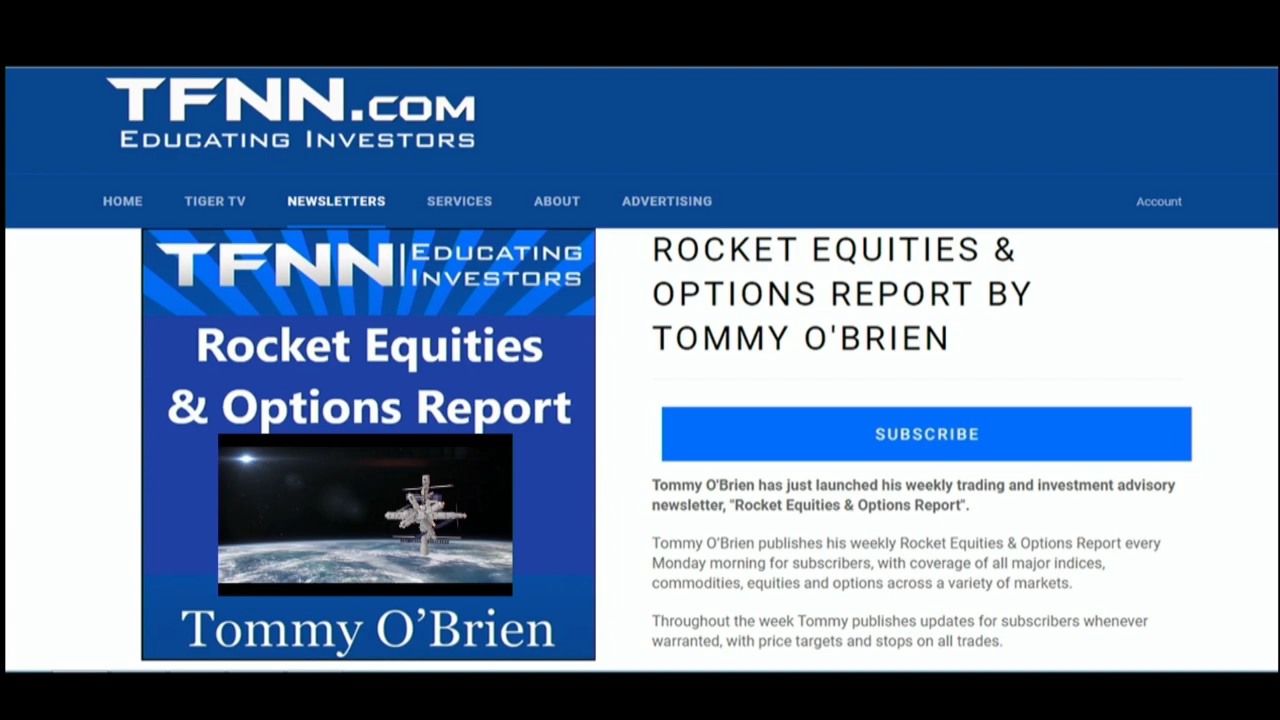 TFNN.COM
EDUCATING INVESTORS
HOME
TIGER TV
NEWSLETTERS
SERVICES
ABOUT
ADVERTISING
Account
TFNN
EDUCATING
INVESTORS
Rocket Equities
& Options Report
Tommy O’Brien
ROCKET EQUITIES &
OPTIONS REPORT BY
TOMMY O'BRIEN
SUBSCRIBE
Tommy O'Brien has just launched his weekly trading and investment advisory
newsletter, "Rocket Equities & Options Report".
Tommy O'Brien publishes his weekly Rocket Equities & Options Report every
Monday morning for subscribers, with coverage of all major indices,
commodities, equities and options across a variety of markets.
Throughout the week Tommy publishes updates for subscribers whenever
warranted, with price targets and stops on all trades.